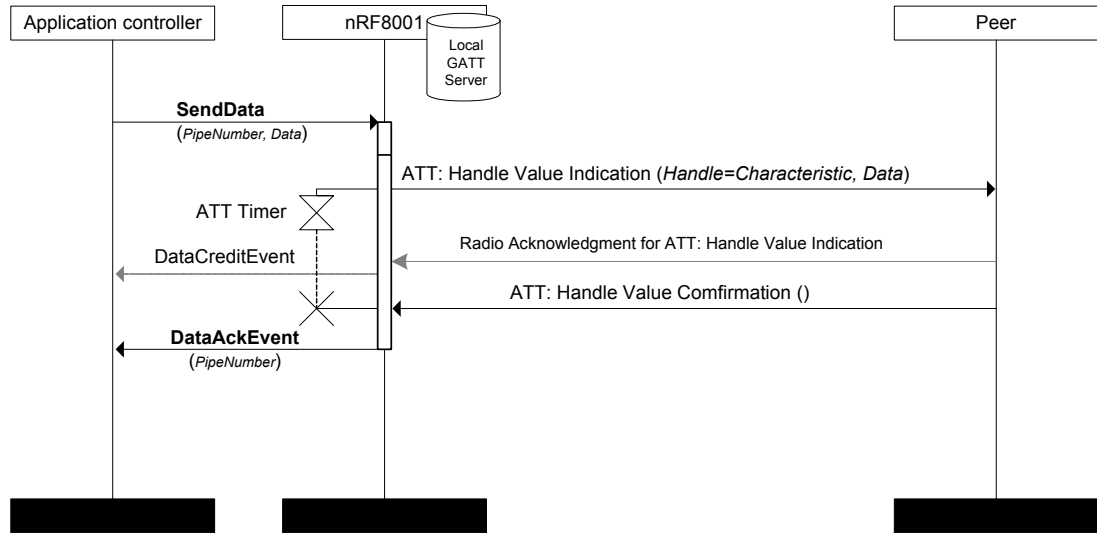 Application controller
nRF8001
Peer
Local
GATT
Server
SendData
(PipeNumber, Data)
ATT: Handle Value Indication (Handle=Characteristic, Data)
ATT Timer
Radio Acknowledgment for ATT: Handle Value Indication
DataCreditEvent
ATT: Handle Value Comfirmation ()
DataAckEvent
(PipeNumber)